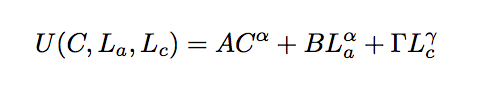 U(C, L_a, L_c) = AC^α + BL_a^α + ΓL_c^γ